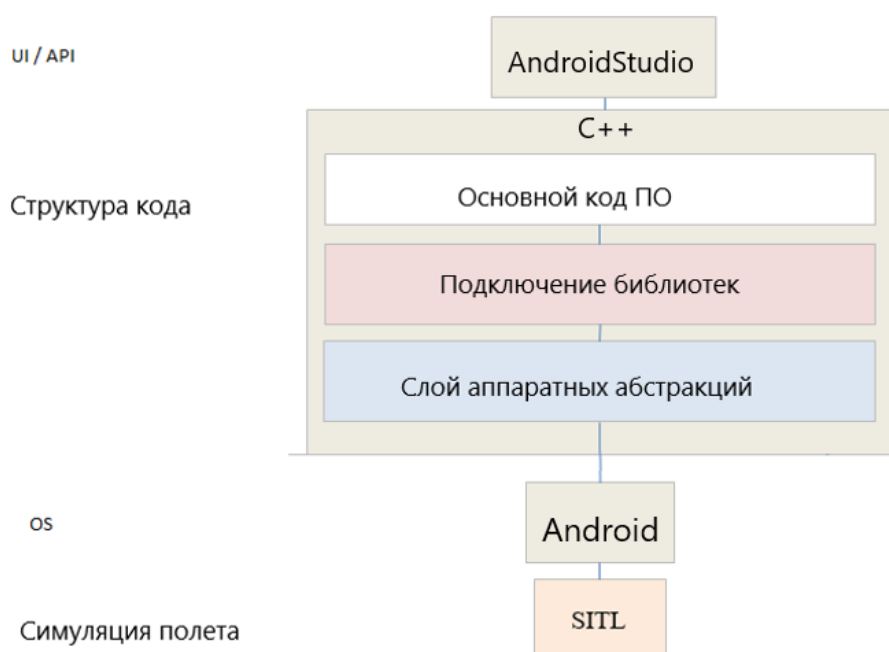 UI / API
AndroidStudio
C++
Структура кода
Основной код ПО
Подключение библиотек
Слой аппаратных абстракций
OS
Android
Симуляция полета
SITL